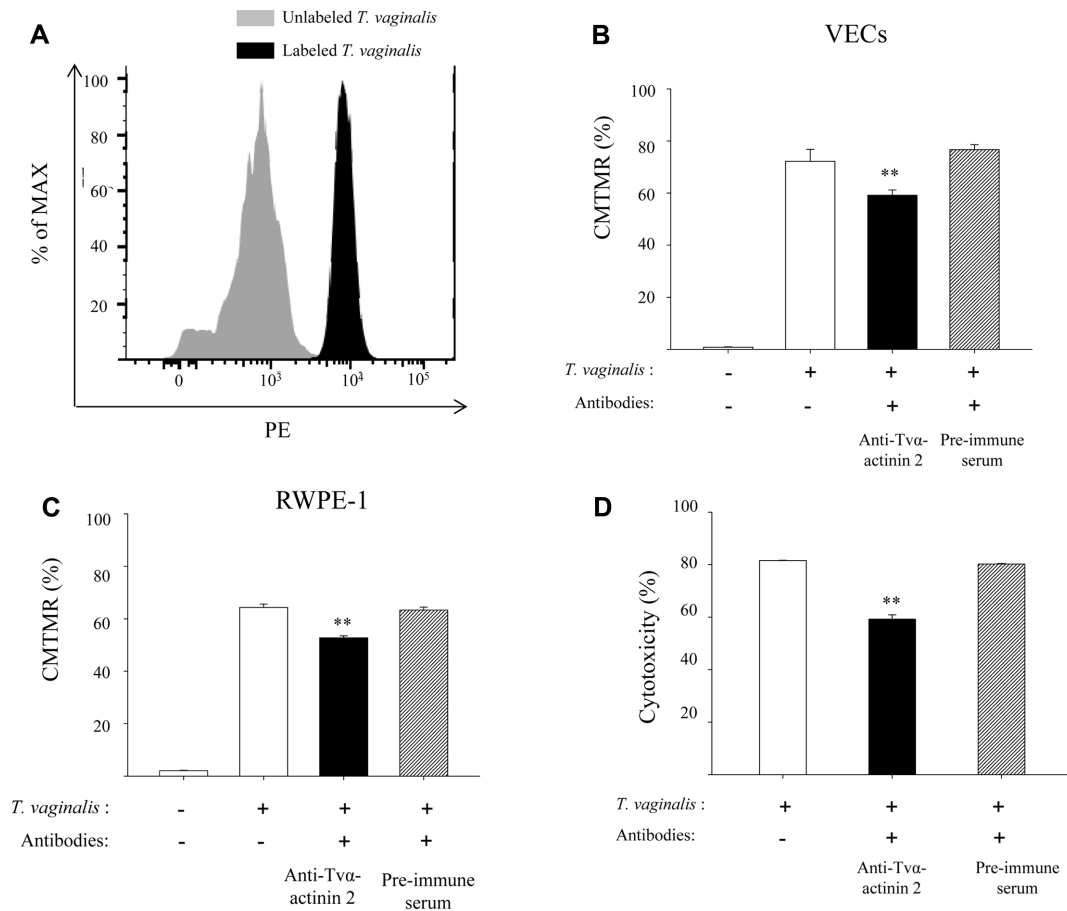 A
Unlabeled T. vaginalis
Labeled T. vaginalis
% of MAX
100
80
60
40
20
0
10³
10⁴
10⁵
PE
B
VECs
CMTMR (%)
100
80
60
40
20
T. vaginalis : - + + +
Antibodies: - - + +
Anti-Tvα-
actinin 2
Pre-immune
serum
**
C
RWPE-1
CMTMR (%)
100
80
60
40
20
**
T. vaginalis : - + + +
Antibodies: - - + +
Anti-Tvα-
actinin 2
Pre-immune
serum
D
Cytotoxicity (%)
100
80
60
40
20
**
T. vaginalis : + + +
Antibodies: - + +
Anti-Tvα-
actinin 2
Pre-immune
serum